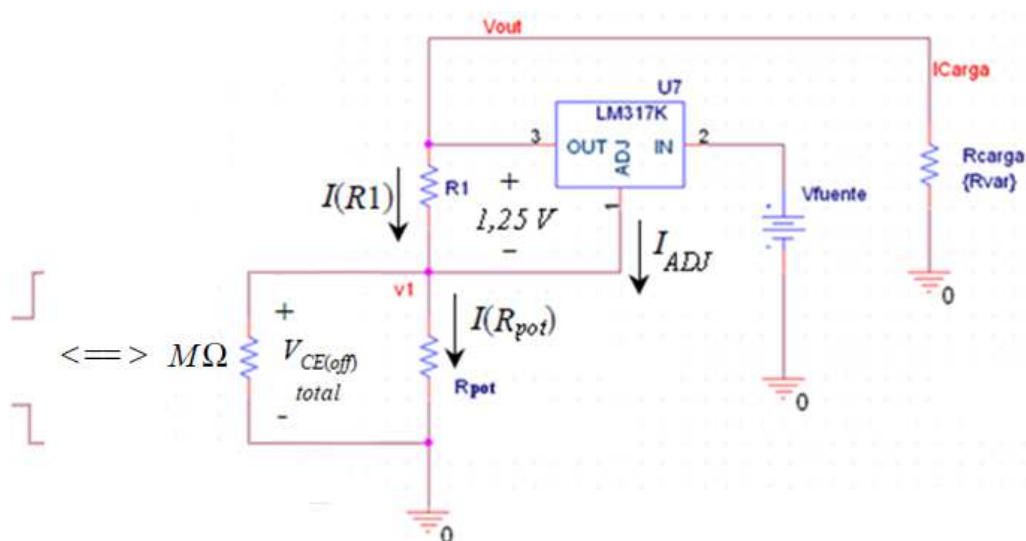 Vout
ICarga
U7
LM317K
3
OUT
ADJ
IN
2
1
Rcarga
{Rvar}
Vfuente
I(R1)
R1
+
1,25 V
–
I_ADJ
0
v1
I(R_pot)
<==> MΩ
+
V_CE(off)
total
-
Rpot
0
0